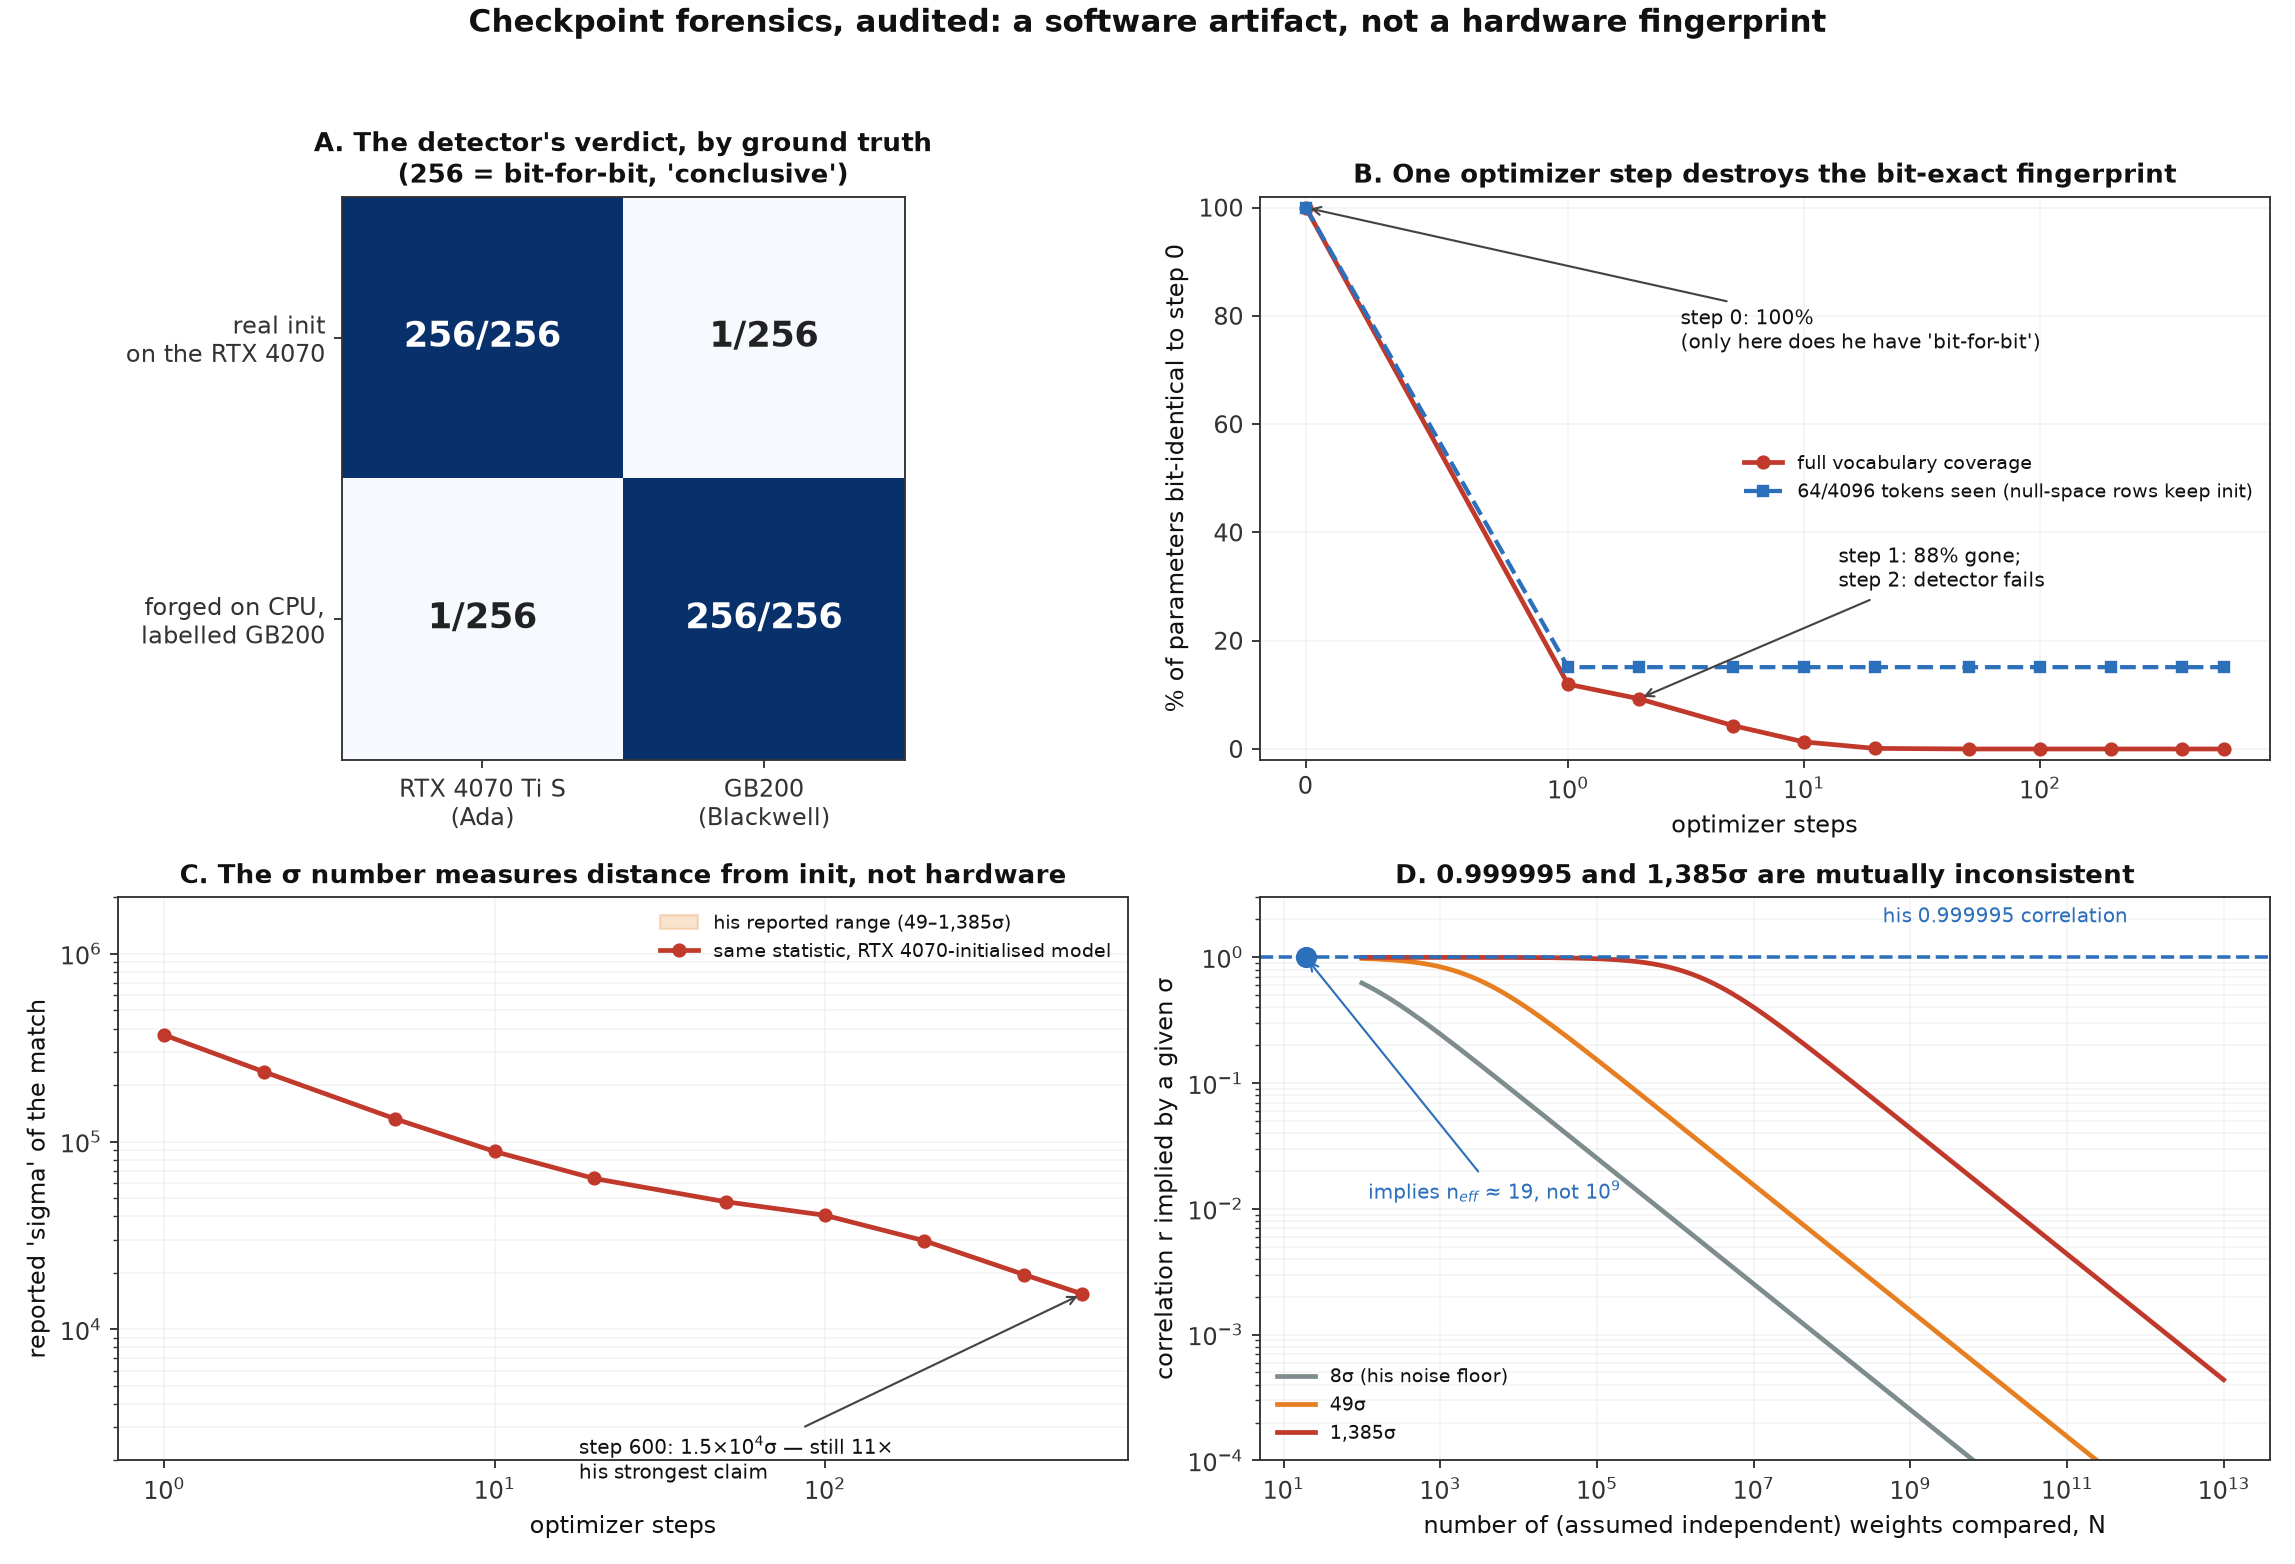 Checkpoint forensics, audited: a software artifact, not a hardware fingerprint
A. The detector's verdict, by ground truth
(256 = bit-for-bit, 'conclusive')
real init
on the RTX 4070
256/256
1/256
forged on CPU,
labelled GB200
1/256
256/256
RTX 4070 Ti S
(Ada)
GB200
(Blackwell)
B. One optimizer step destroys the bit-exact fingerprint
% of parameters bit-identical to step 0
100
80
60
40
20
0
step 0: 100%
(only here does he have 'bit-for-bit')
full vocabulary coverage
64/4096 tokens seen (null-space rows keep init)
step 1: 88% gone;
step 2: detector fails
0
10⁰
10¹
10²
optimizer steps
C. The σ number measures distance from init, not hardware
reported 'sigma' of the match
10⁶
10⁵
10⁴
his reported range (49–1,385σ)
same statistic, RTX 4070-initialised model
step 600: 1.5×10⁴σ — still 11×
his strongest claim
10⁰
10¹
10²
optimizer steps
D. 0.999995 and 1,385σ are mutually inconsistent
correlation r implied by a given σ
10⁰
10⁻¹
10⁻²
10⁻³
10⁻⁴
his 0.999995 correlation
implies n_eff ≈ 19, not 10⁹
8σ (his noise floor)
49σ
1,385σ
10¹
10³
10⁵
10⁷
10⁹
10¹¹
10¹³
number of (assumed independent) weights compared, N